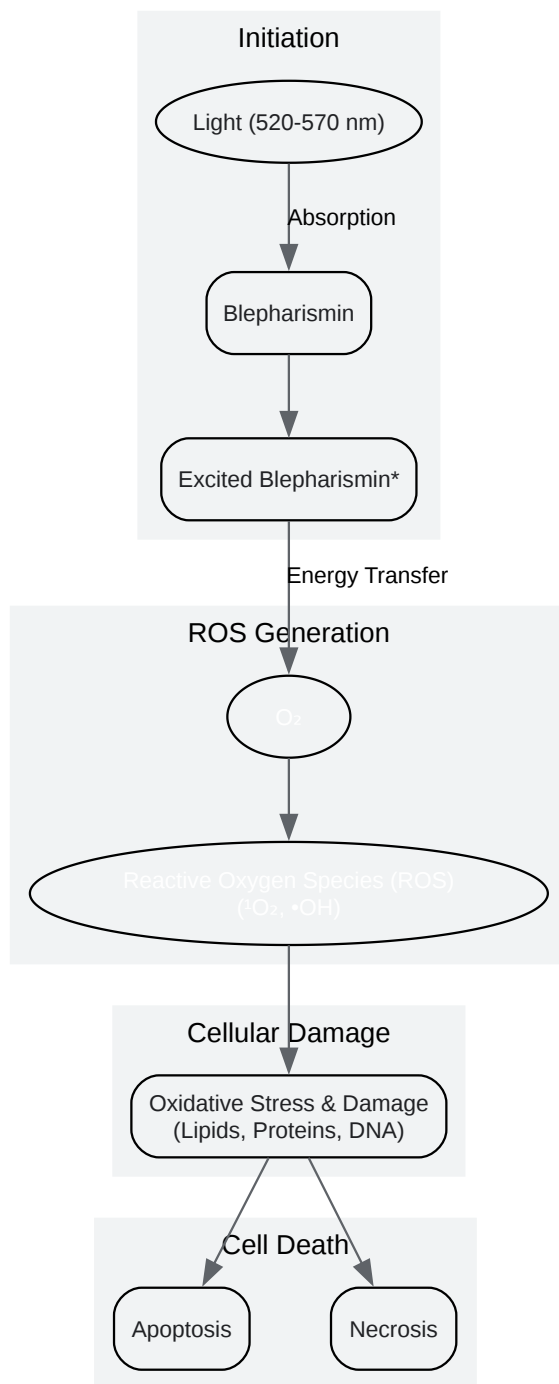 Initiation
Light (520-570 nm)
Absorption
Blepharismin
Excited Blepharismin*
Energy Transfer
ROS Generation
O₂
Reactive Oxygen Species (ROS)
(¹O₂, •OH)
Cellular Damage
Oxidative Stress & Damage
(Lipids, Proteins, DNA)
Cell Death
Apoptosis
Necrosis